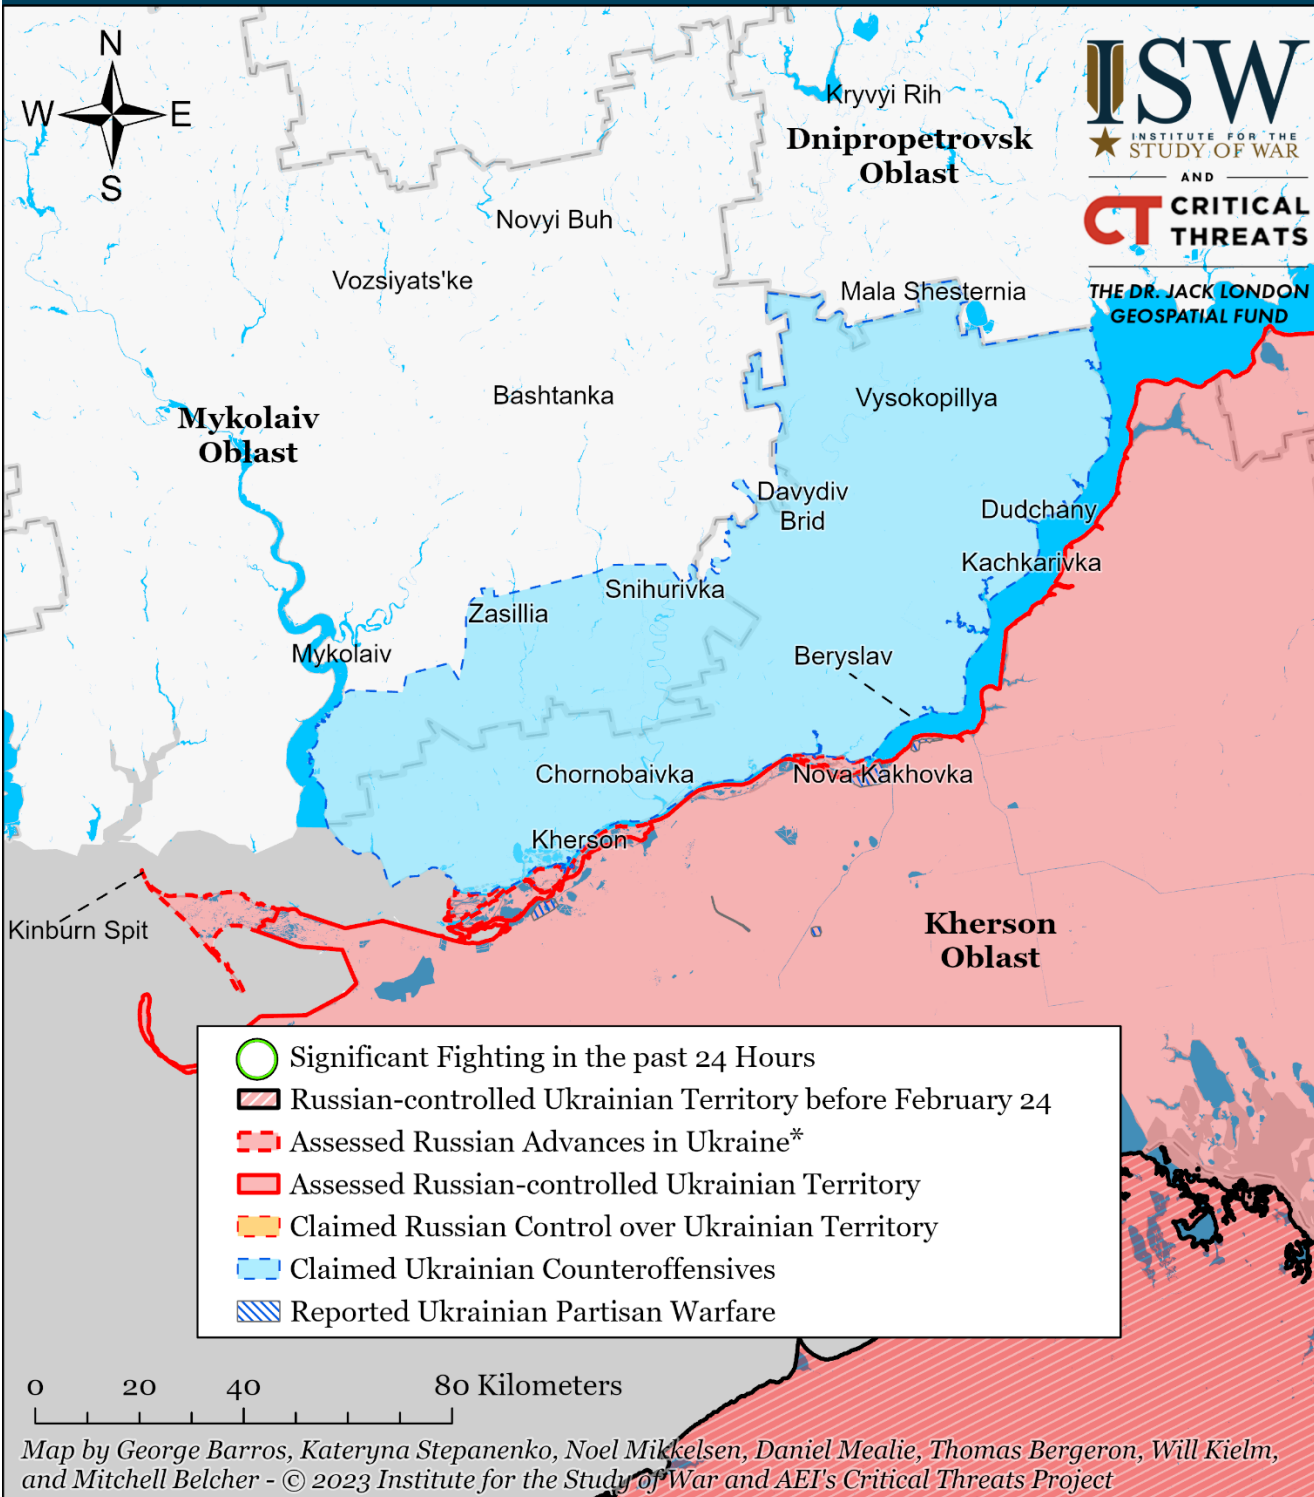 N
W E
S
ISW
INSTITUTE FOR THE
STUDY OF WAR
AND
CT CRITICAL
THREATS
THE DR. JACK LONDON
GEOSPATIAL FUND
Kryvyi Rih
Dnipropetrovsk
Oblast
Novyi Buh
Vozsiyats'ke
Mala Shesternia
Bashtanka
Vysokopillya
Mykolaiv
Oblast
Davydiv
Brid
Dudchany
Kachkarivka
Snihurivka
Zasillia
Mykolaiv
Beryslav
Chornobaivka
Nova Kakhovka
Kherson
Kinburn Spit
Kherson
Oblast
Significant Fighting in the past 24 Hours
Russian-controlled Ukrainian Territory before February 24
Assessed Russian Advances in Ukraine*
Assessed Russian-controlled Ukrainian Territory
Claimed Russian Control over Ukrainian Territory
Claimed Ukrainian Counteroffensives
Reported Ukrainian Partisan Warfare
0 20 40 80 Kilometers
Map by George Barros, Kateryna Stepanenko, Noel Mikkelsen, Daniel Mealie, Thomas Bergeron, Will Kielm,
and Mitchell Belcher - © 2023 Institute for the Study of War and AEI's Critical Threats Project